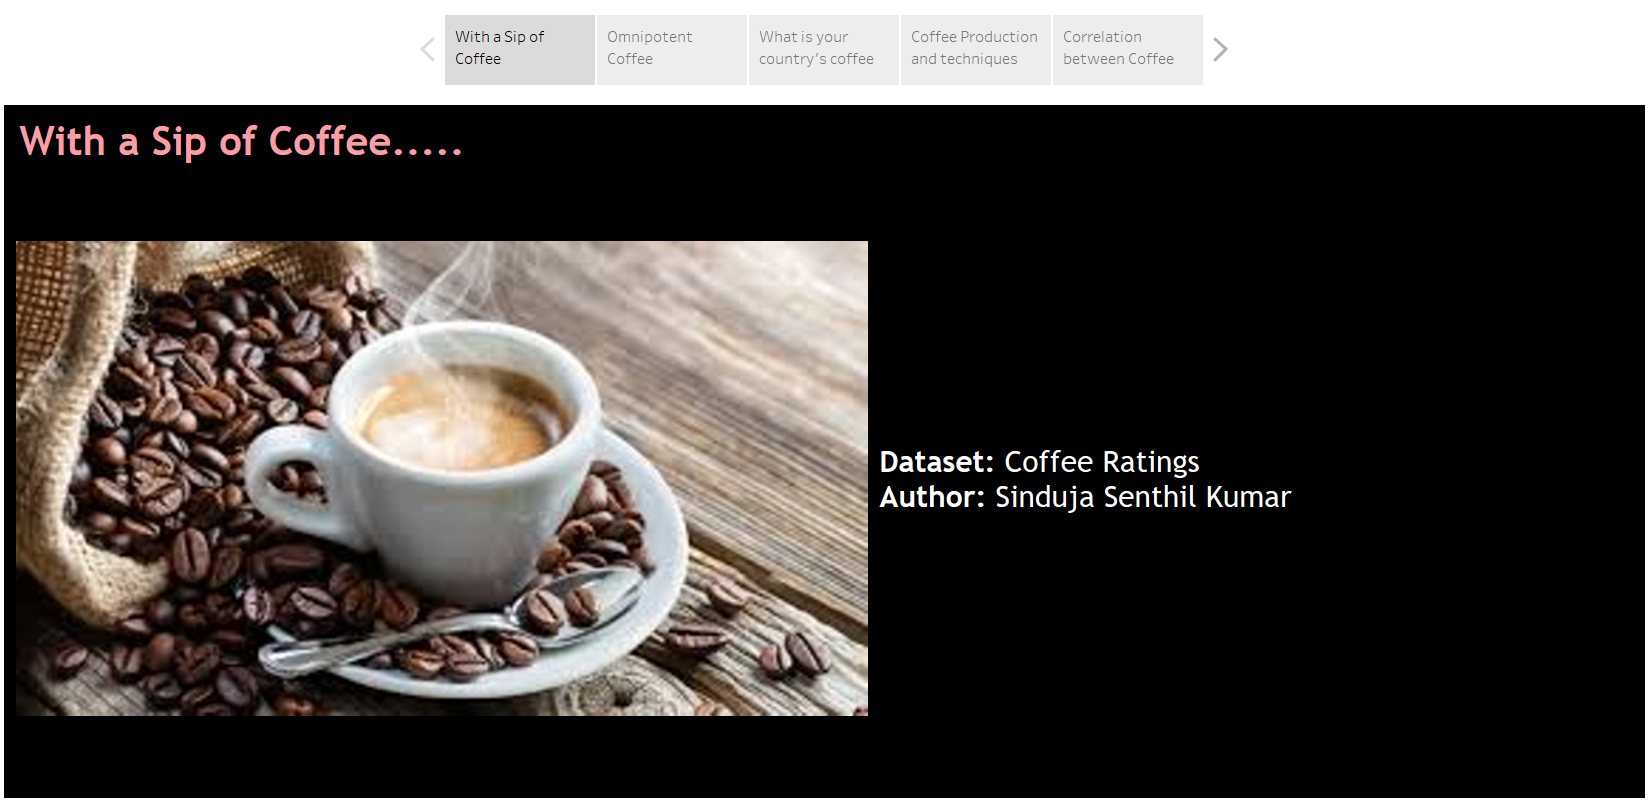 With a Sip of
Coffee
Omnipotent
Coffee
What is your
country's coffee
Coffee Production
and techniques
Correlation
between Coffee
With a Sip of Coffee.....
Dataset: Coffee Ratings
Author: Sinduja Senthil Kumar